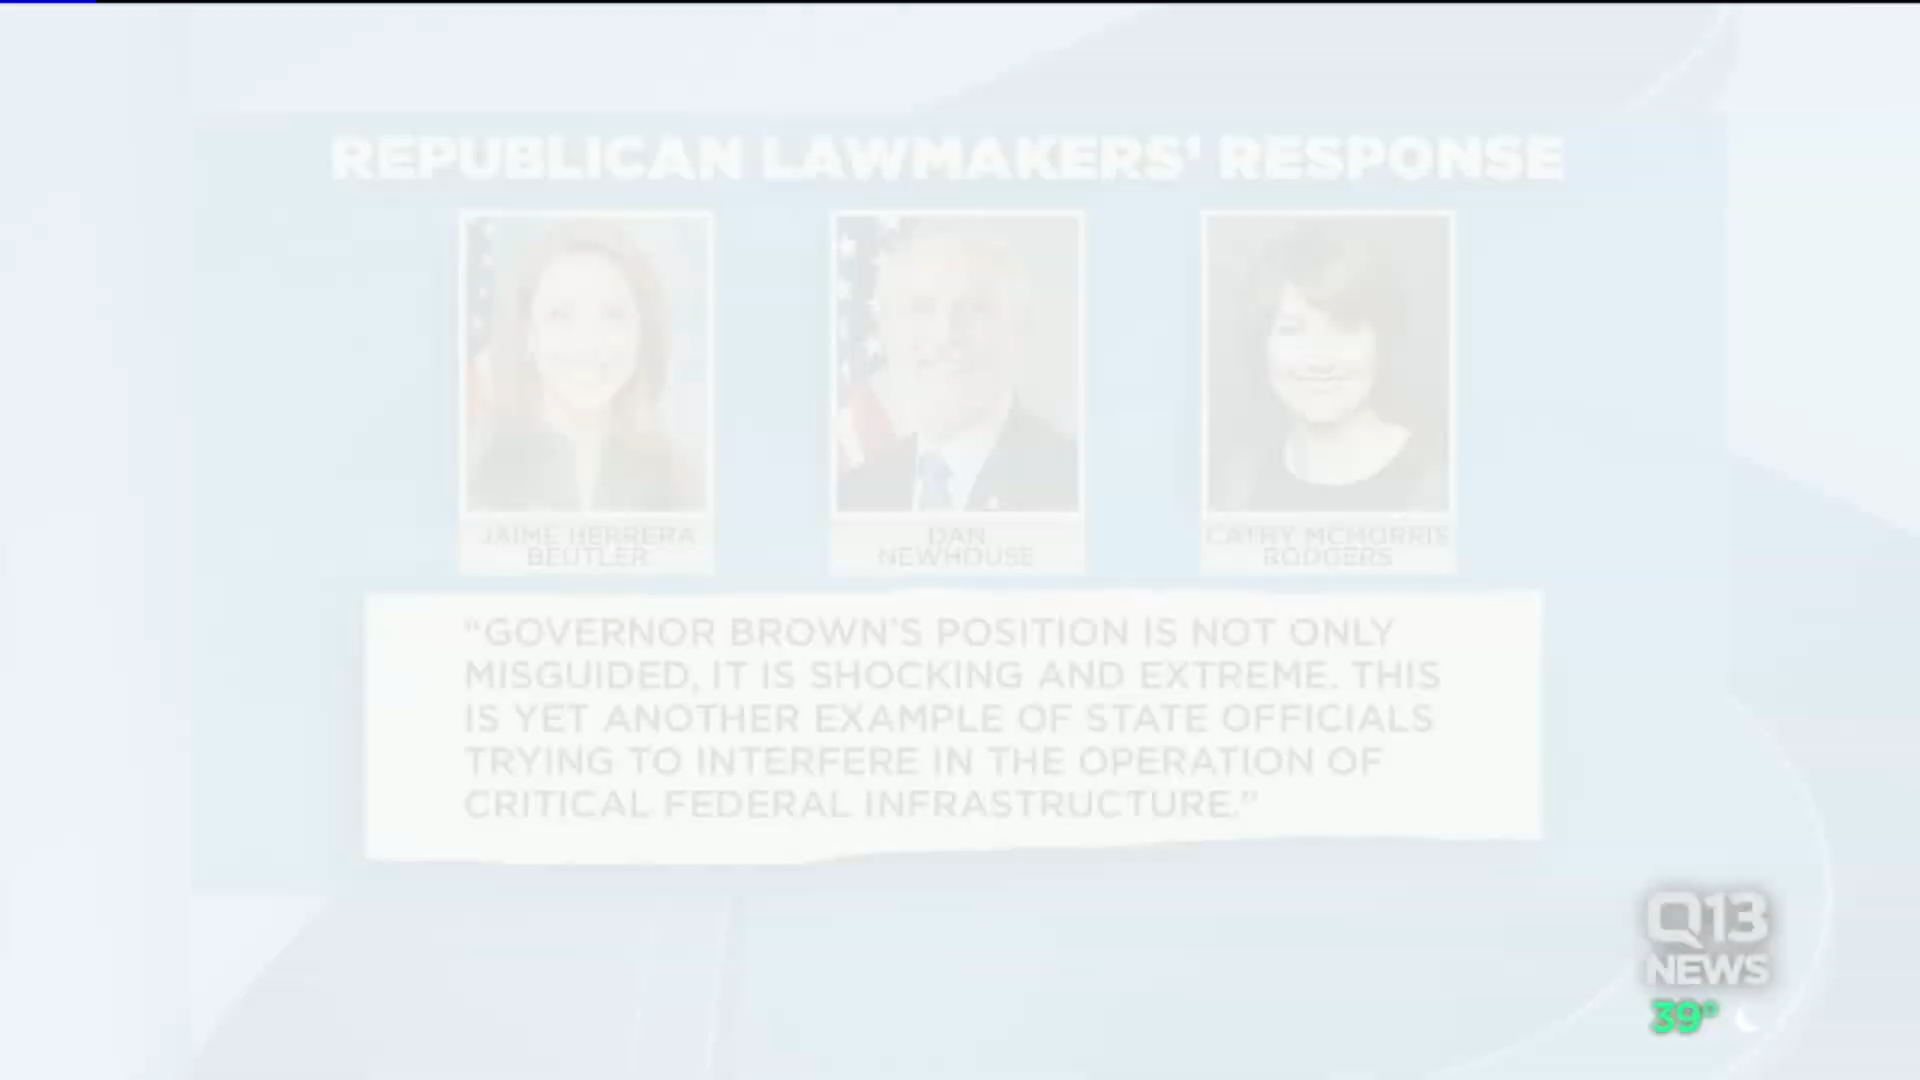 REPUBLICAN LAWMAKERS' RESPONSE
JAIME HERRERA
BEUTLER
DAN
NEWHOUSE
CATHY MCMORRIS
RODGERS
“GOVERNOR BROWN'S POSITION IS NOT ONLY
MISGUIDED, IT IS SHOCKING AND EXTREME. THIS
IS YET ANOTHER EXAMPLE OF STATE OFFICIALS
TRYING TO INTERFERE IN THE OPERATION OF
CRITICAL FEDERAL INFRASTRUCTURE.”
Q13
NEWS
39°